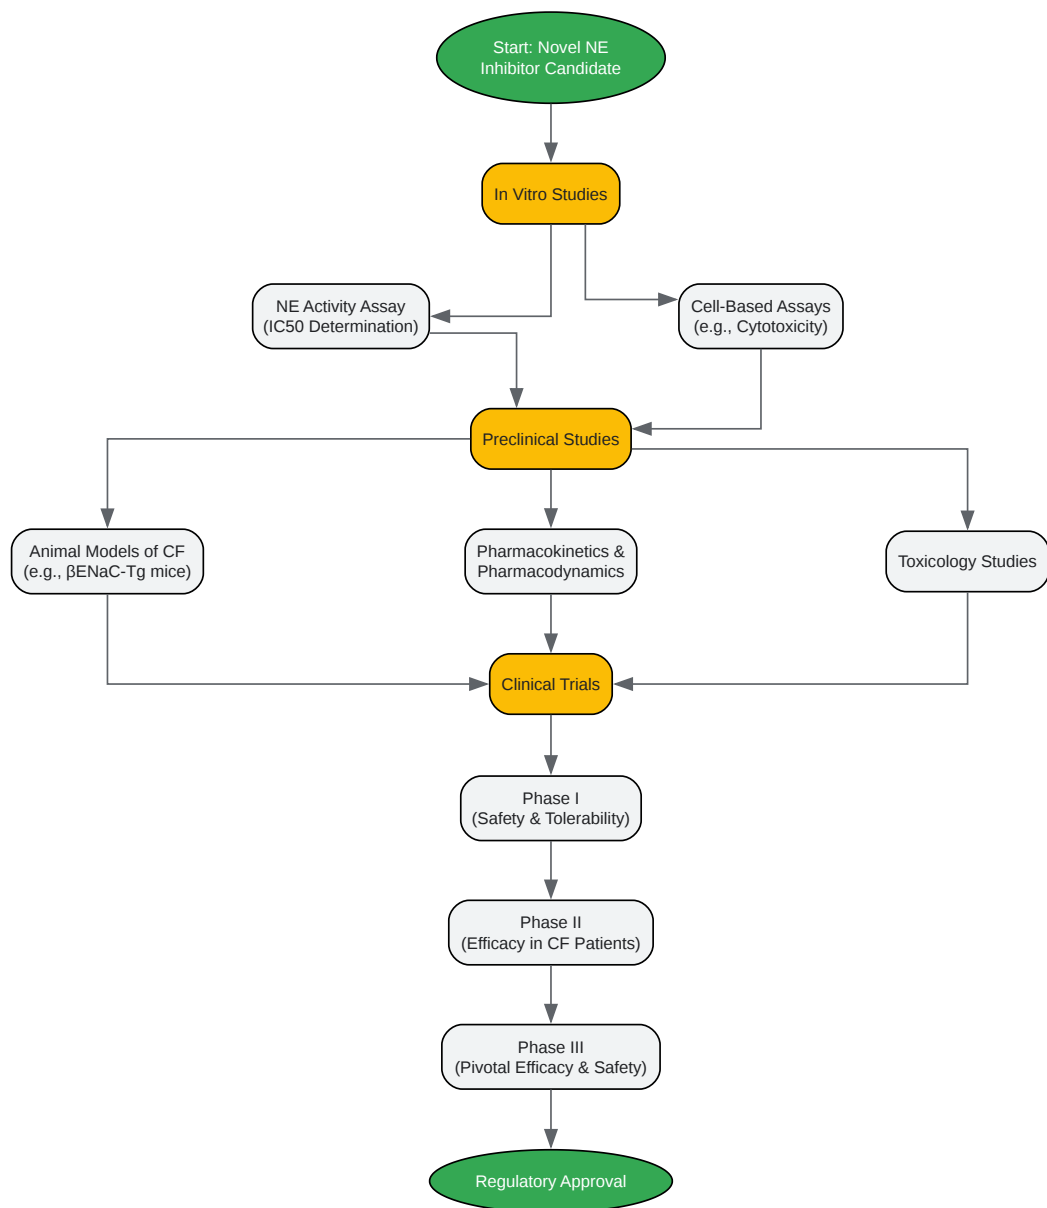 Start: Novel NE
Inhibitor Candidate
In Vitro Studies
NE Activity Assay
(IC50 Determination)
Cell-Based Assays
(e.g., Cytotoxicity)
Preclinical Studies
Animal Models of CF
(e.g., βENaC-Tg mice)
Pharmacokinetics &
Pharmacodynamics
Toxicology Studies
Clinical Trials
Phase I
(Safety & Tolerability)
Phase II
(Efficacy in CF Patients)
Phase III
(Pivotal Efficacy & Safety)
Regulatory Approval